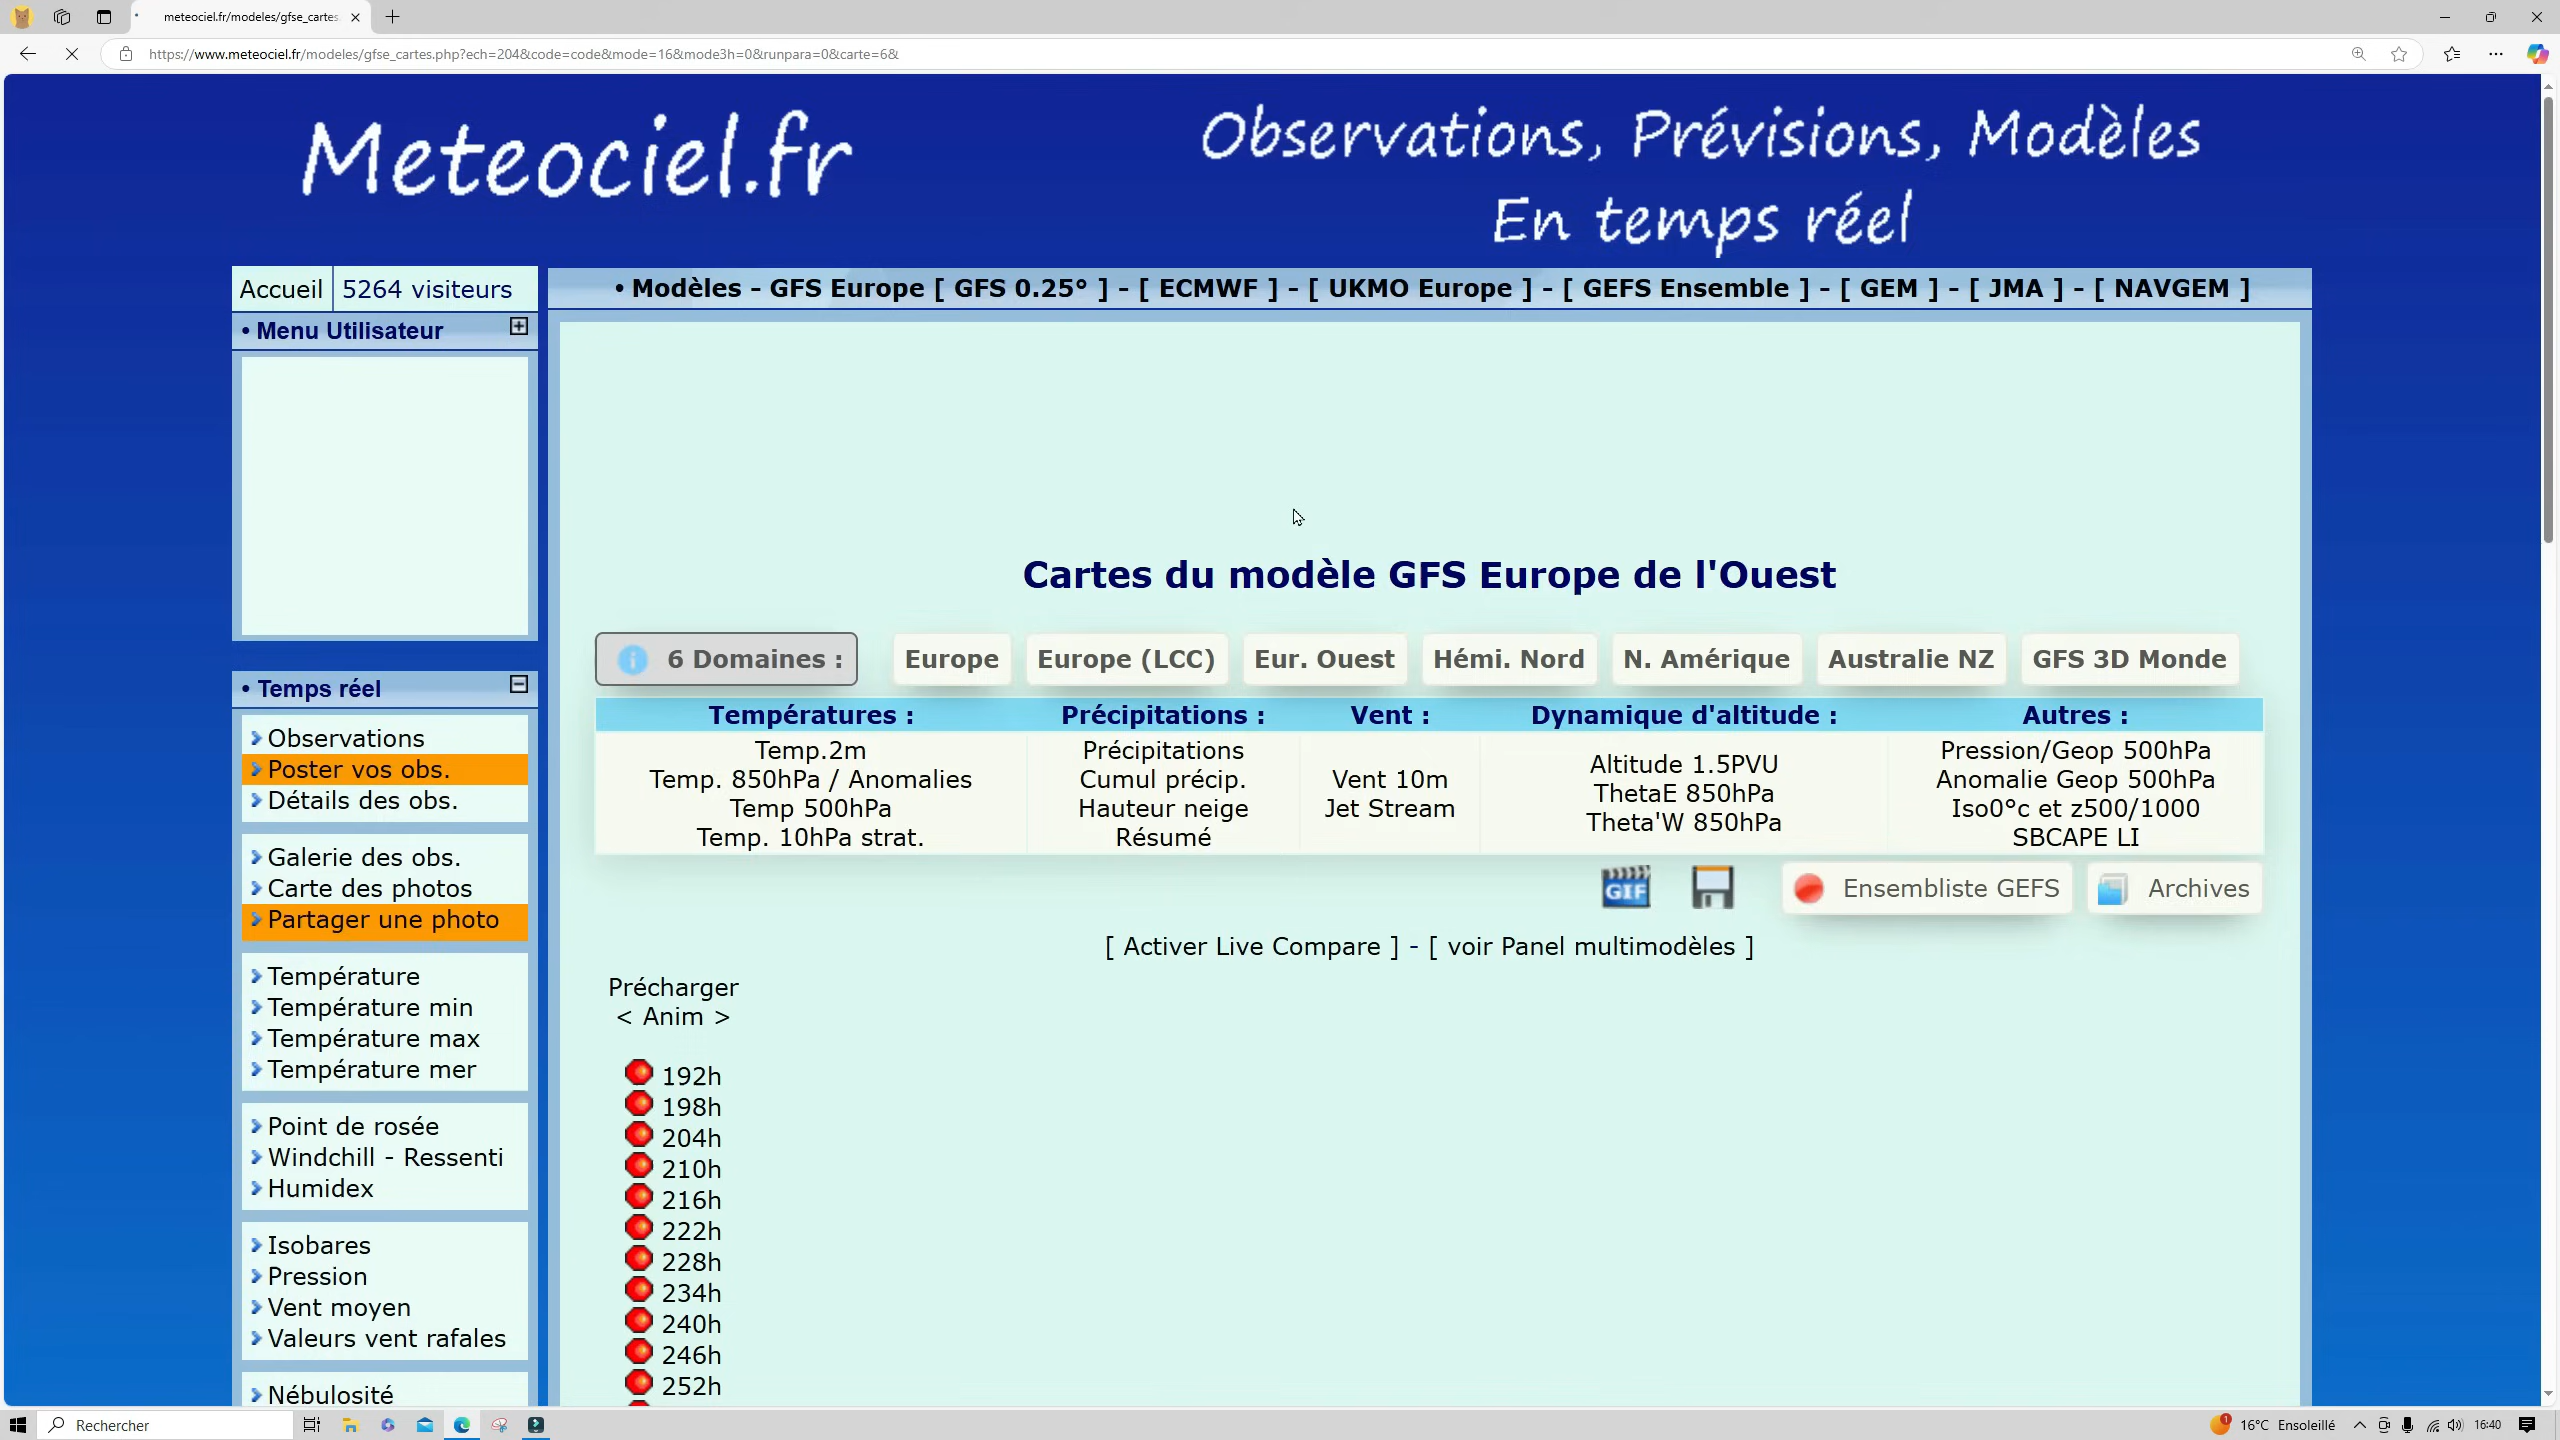 meteociel.fr/modeles/gfse_cartes.
https://www.meteociel.fr/modeles/gfse_cartes.php?ech=204&code=code&mode=16&mode3h=0&runpara=0&carte=6&
Meteociel.fr
Observations, Prévisions, Modèles
En temps réel
Accueil
5264 visiteurs
• Modèles - GFS Europe [ GFS 0.25° ] - [ ECMWF ] - [ UKMO Europe ] - [ GEFS Ensemble ] - [ GEM ] - [ JMA ] - [ NAVGEM ]
• Menu Utilisateur
• Temps réel
Observations
Poster vos obs.
Détails des obs.
Galerie des obs.
Carte des photos
Partager une photo
Température
Température min
Température max
Température mer
Point de rosée
Windchill - Ressenti
Humidex
Isobares
Pression
Vent moyen
Valeurs vent rafales
Nébulosité
Cartes du modèle GFS Europe de l'Ouest
6 Domaines :
Europe
Europe (LCC)
Eur. Ouest
Hémi. Nord
N. Amérique
Australie NZ
GFS 3D Monde
Températures :
Temp.2m
Temp. 850hPa / Anomalies
Temp 500hPa
Temp. 10hPa strat.
Précipitations :
Précipitations
Cumul précip.
Hauteur neige
Résumé
Vent :
Vent 10m
Jet Stream
Dynamique d'altitude :
Altitude 1.5PVU
ThetaE 850hPa
Theta'W 850hPa
Autres :
Pression/Geop 500hPa
Anomalie Geop 500hPa
Iso0°c et z500/1000
SBCAPE LI
GIF
Ensembliste GEFS
Archives
[ Activer Live Compare ] - [ voir Panel multimodèles ]
Précharger
< Anim >
192h
198h
204h
210h
216h
222h
228h
234h
240h
246h
252h
Rechercher
1
16°C Ensoleillé
16:40